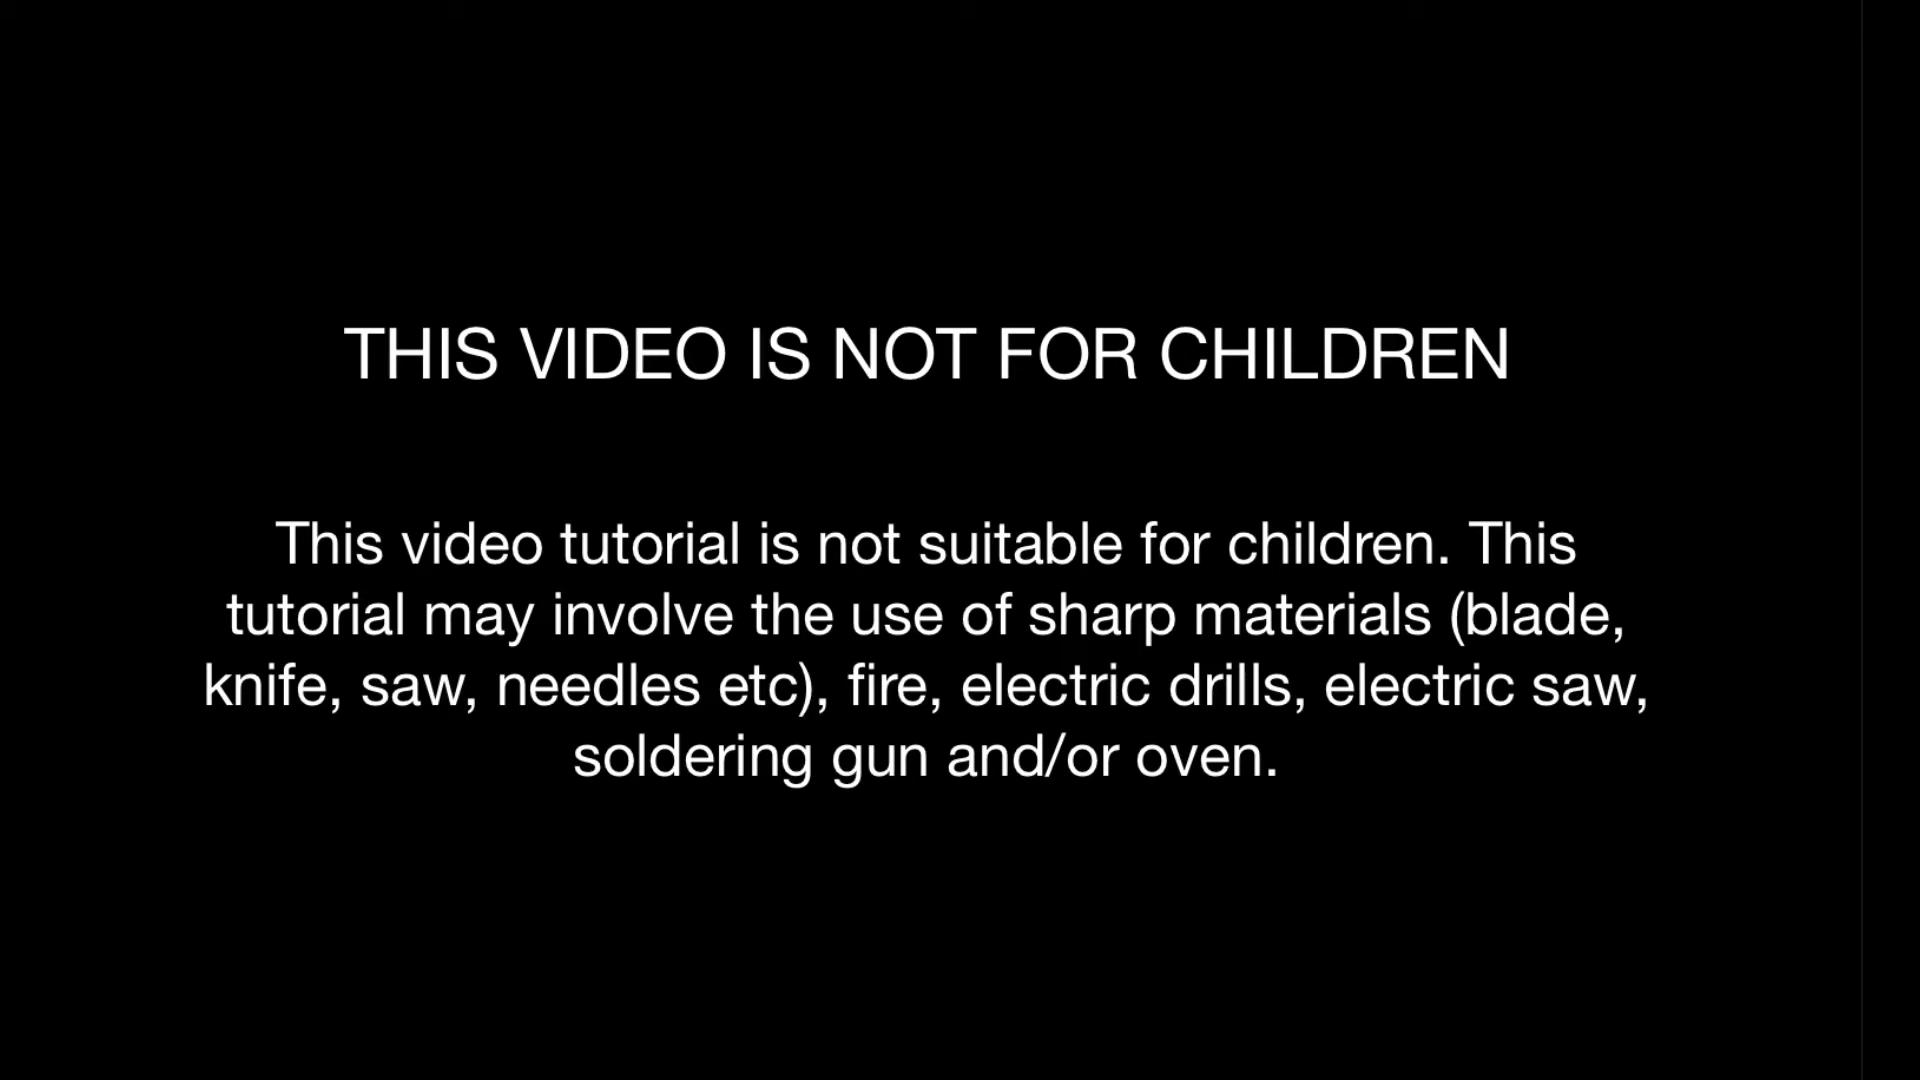 THIS VIDEO IS NOT FOR CHILDREN
This video tutorial is not suitable for children. This
tutorial may involve the use of sharp materials (blade,
knife, saw, needles etc), fire, electric drills, electric saw,
soldering gun and/or oven.